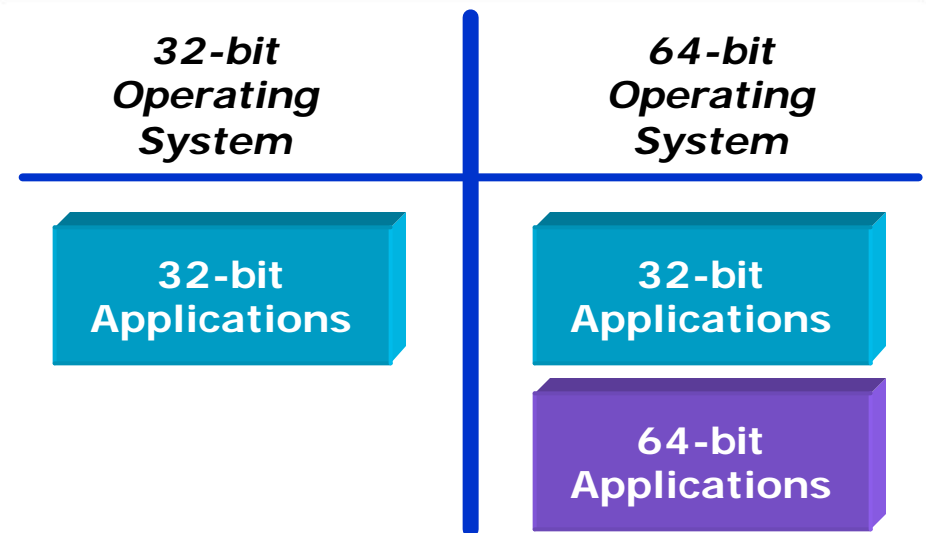 32-bit
Operating
System
64-bit
Operating
System
32-bit
Applications
32-bit
Applications
64-bit
Applications